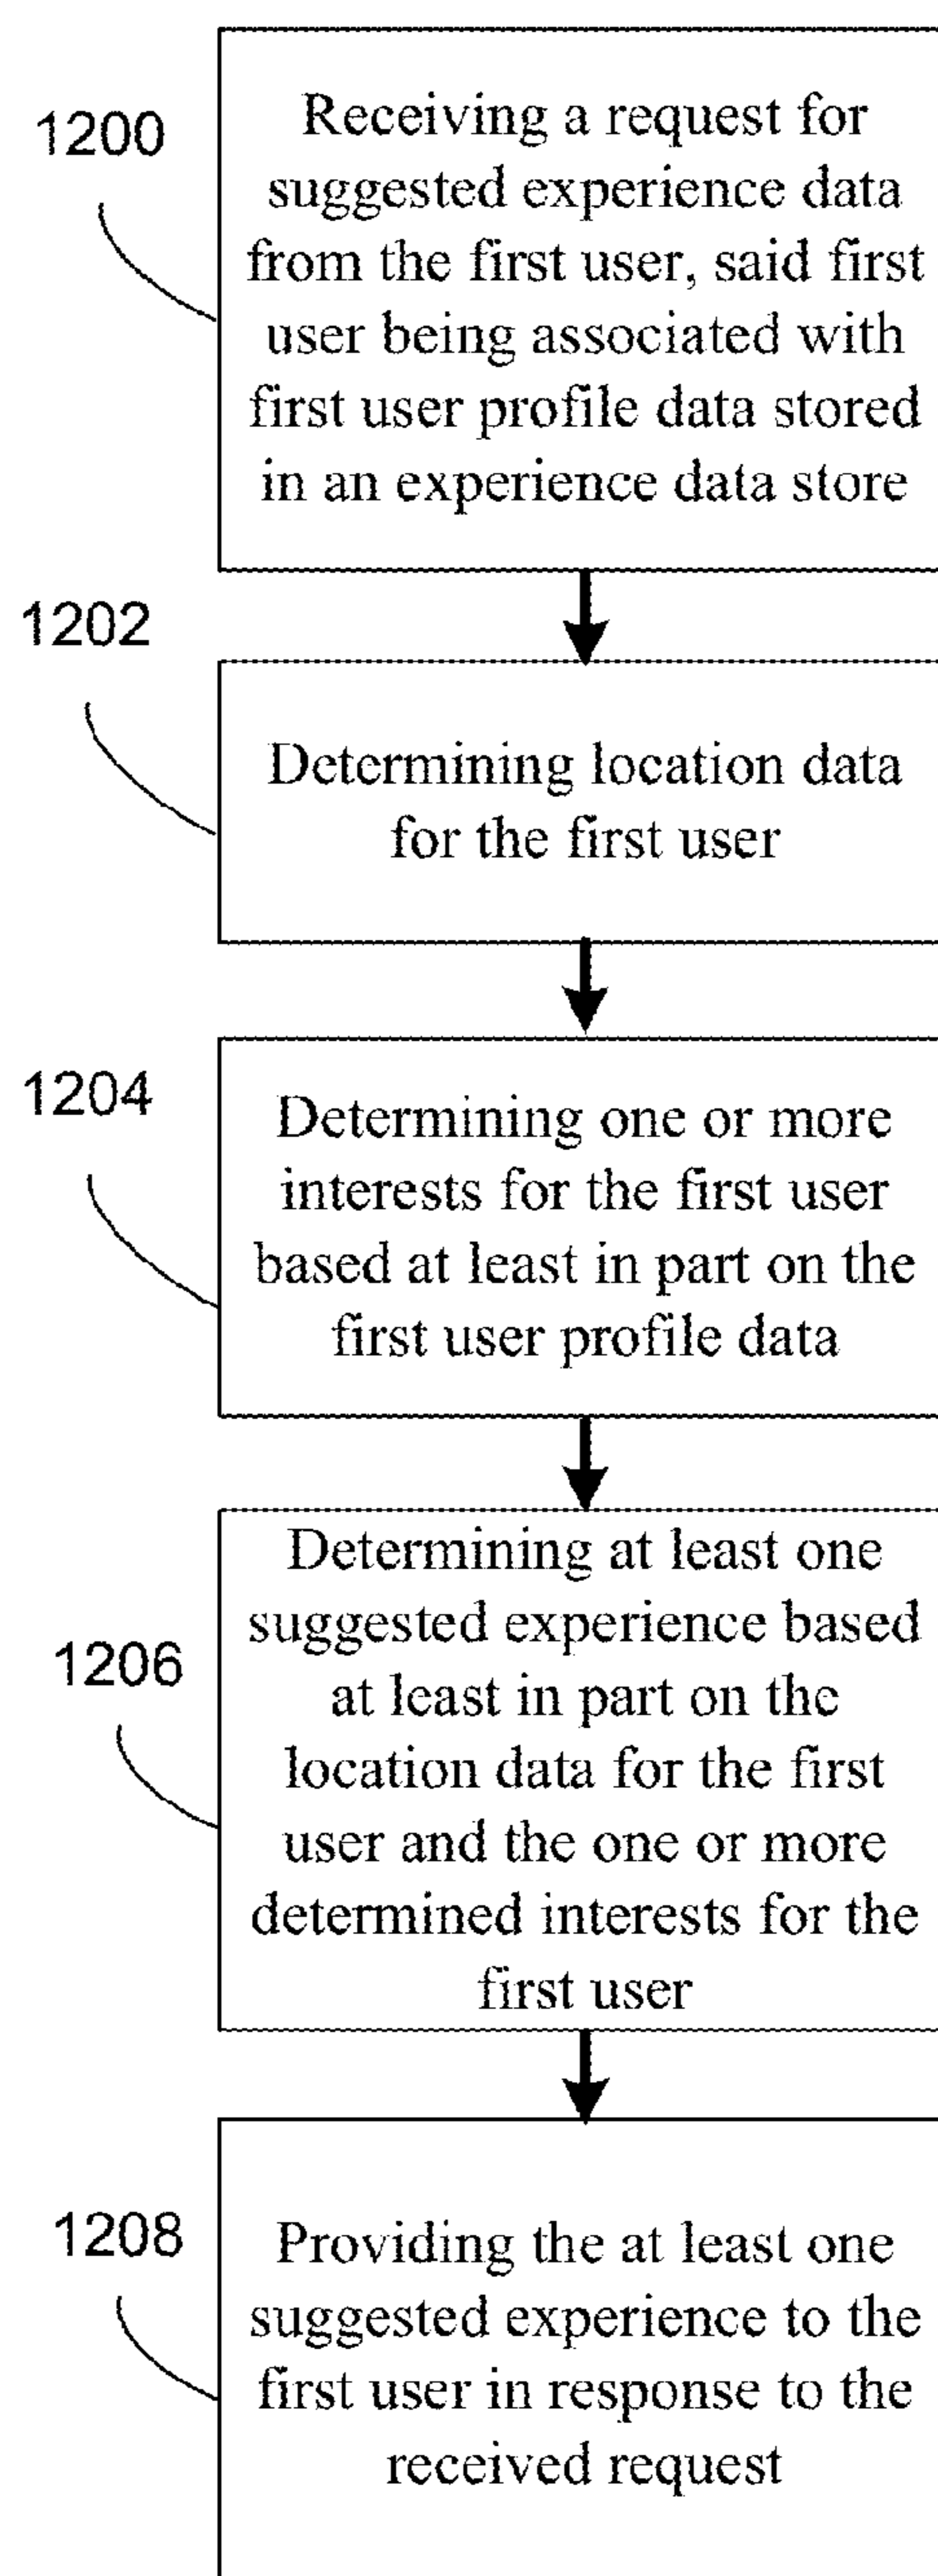 1200
Receiving a request for
suggested experience data
from the first user, said first
user being associated with
first user profile data stored
in an experience data store
1202
Determining location data
for the first user
1204
Determining one or more
interests for the first user
based at least in part on the
first user profile data
1206
Determining at least one
suggested experience based
at least in part on the
location data for the first
user and the one or more
determined interests for the
first user
1208
Providing the at least one
suggested experience to the
first user in response to the
received request